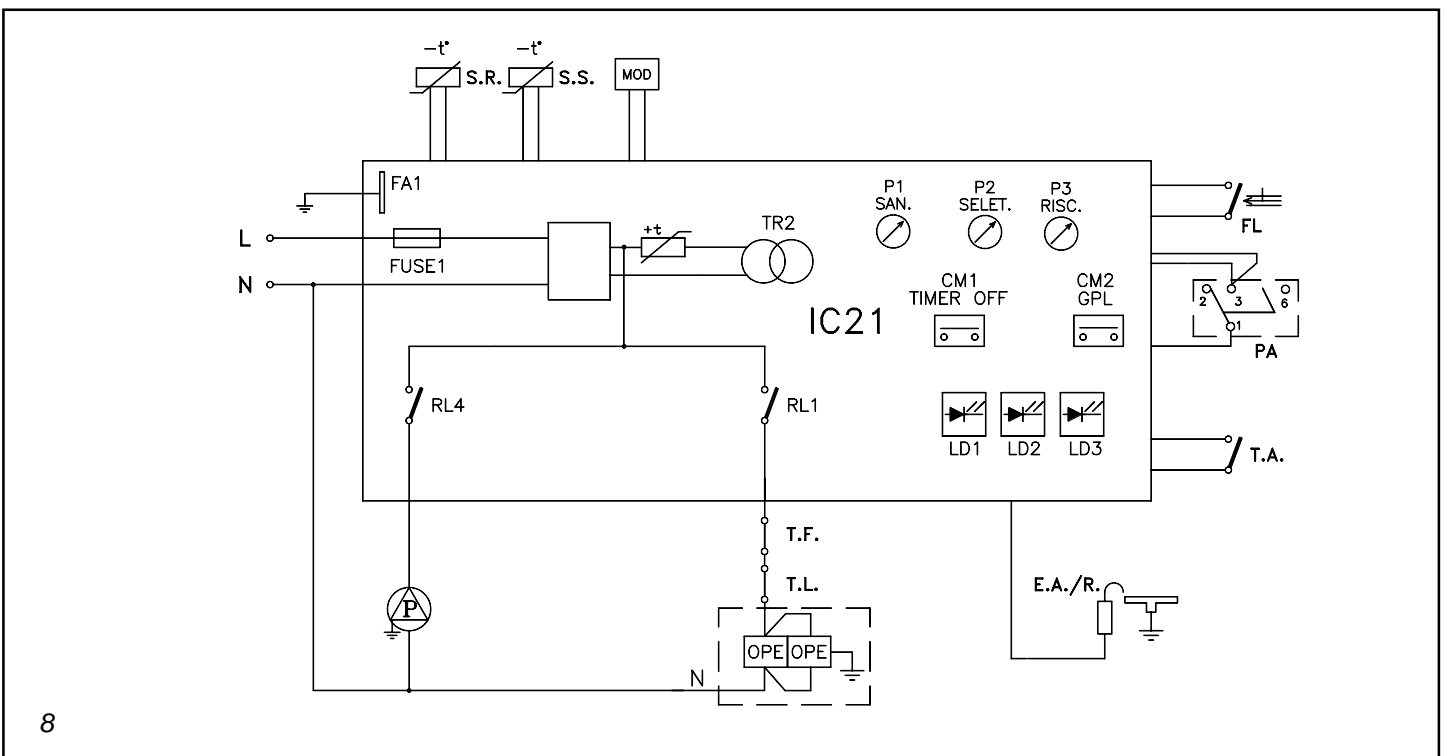 -t° -t°
S.R. S.S. MOD
FA1
P1 P2 P3
SAN. SELET. RISC.
TR2
+t
FL
L
FUSE1
N
CM1 CM2
TIMER OFF GPL
IC21
2 3 6
1
PA
RL4 RL1
LD1 LD2 LD3
T.A.
T.F.
T.L.
E.A./R.
P
OPE OPE
N
8